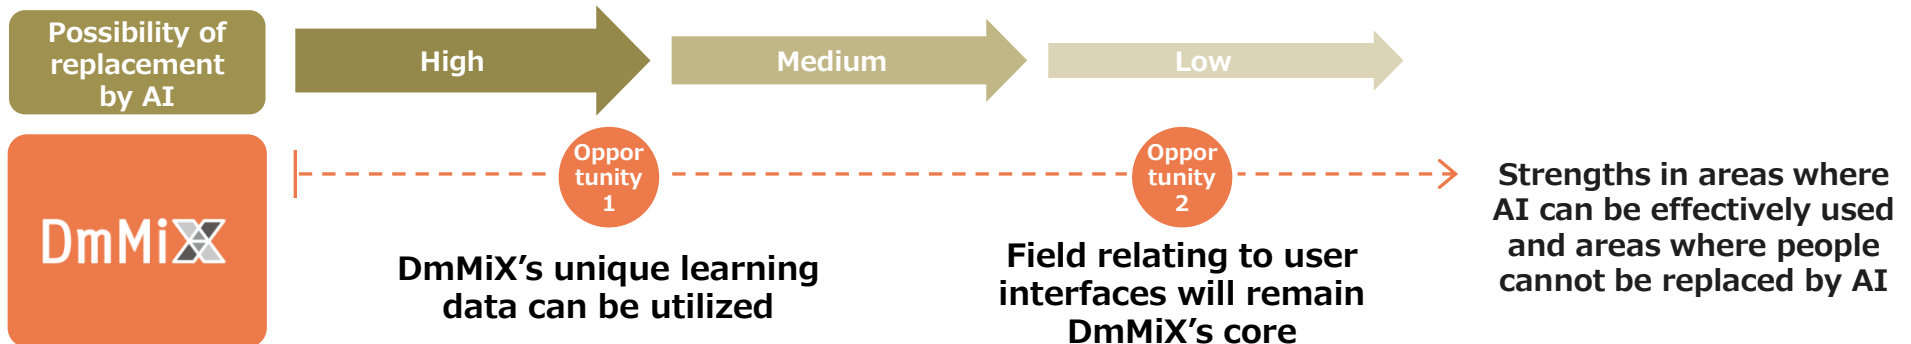 Possibility of
replacement
by AI
High
Medium
Low
DmMiX
Oppor
tunity
1
Oppor
tunity
2
DmMiX’s unique learning
data can be utilized
Field relating to user
interfaces will remain
DmMiX’s core
Strengths in areas where
AI can be effectively used
and areas where people
cannot be replaced by AI